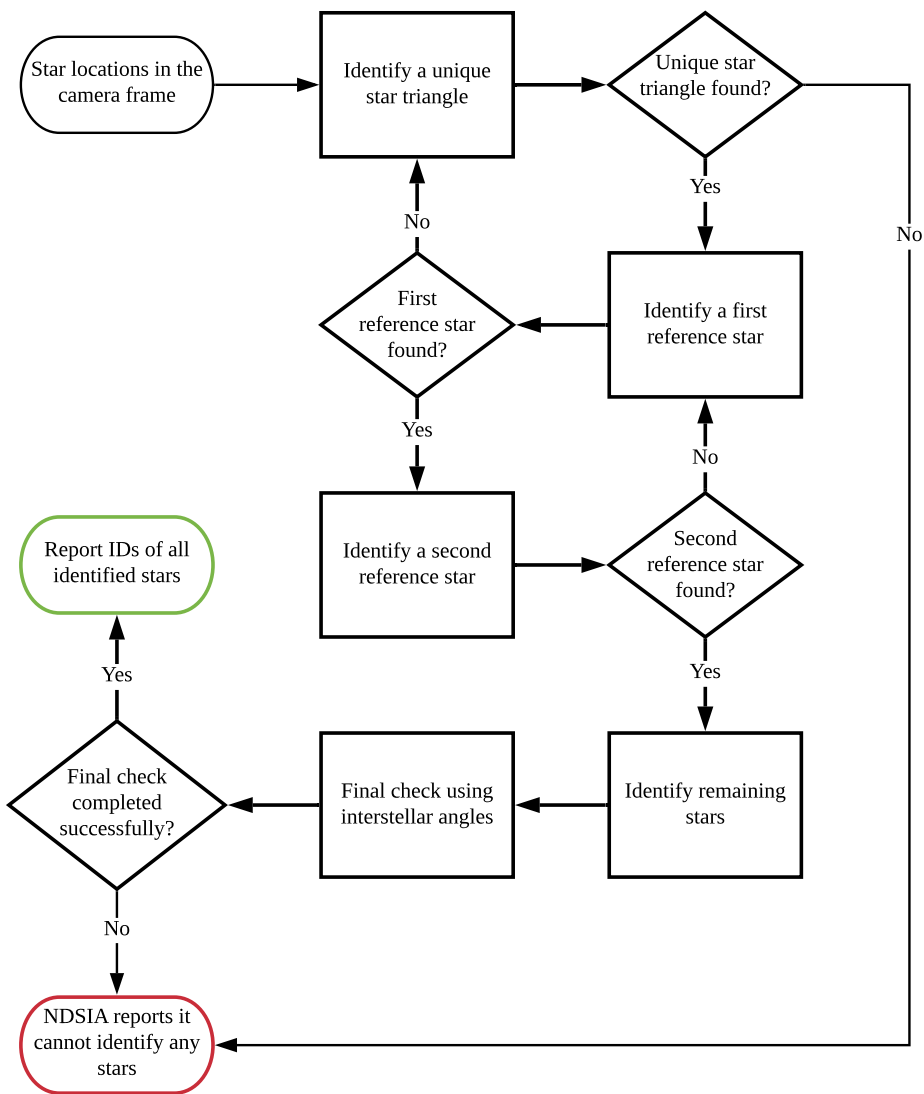 Star locations in the
camera frame
Identify a unique
star triangle
Unique star
triangle found?
Yes
No
No
First
reference star
found?
Identify a first
reference star
Yes
No
Identify a second
reference star
Second
reference star
found?
Report IDs of all
identified stars
Yes
Yes
Final check
completed
successfully?
Final check using
interstellar angles
Identify remaining
stars
No
NDSIA reports it
cannot identify any
stars